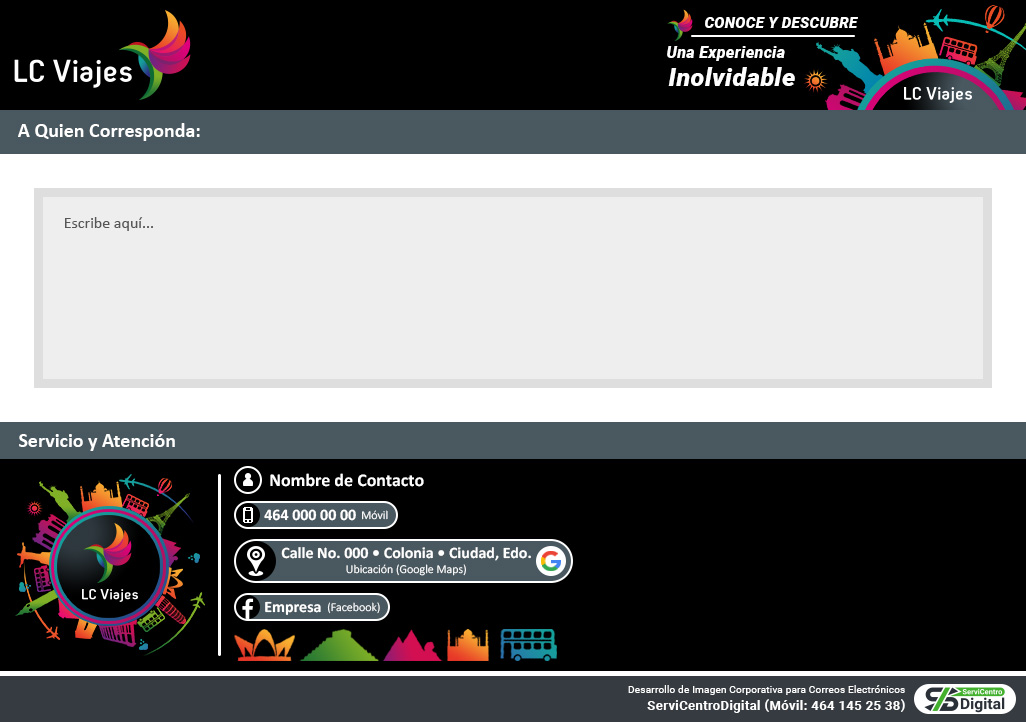 LC Viajes
CONOCE Y DESCUBRE
Una Experiencia
Inolvidable
LC Viajes
A Quien Corresponda:
Escribe aquí...
Servicio y Atención
LC Viajes
Nombre de Contacto
464 000 00 00 Móvil
Calle No. 000 • Colonia • Ciudad, Edo.
Ubicación (Google Maps)
G
f Empresa (Facebook)
Desarrollo de Imagen Corporativa para Correos Electrónicos
ServiCentroDigital (Móvil: 464 145 25 38)
ServiCentro
Digital